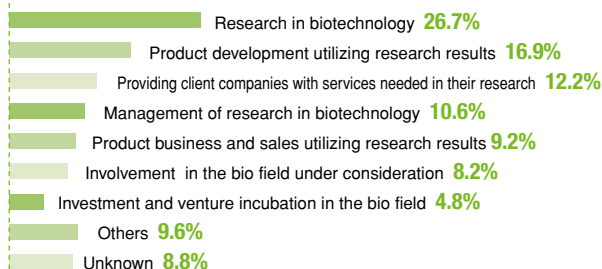 Research in biotechnology 26.7%
Product development utilizing research results 16.9%
Providing client companies with services needed in their research 12.2%
Management of research in biotechnology 10.6%
Product business and sales utilizing research results 9.2%
Involvement in the bio field under consideration 8.2%
Investment and venture incubation in the bio field 4.8%
Others 9.6%
Unknown 8.8%